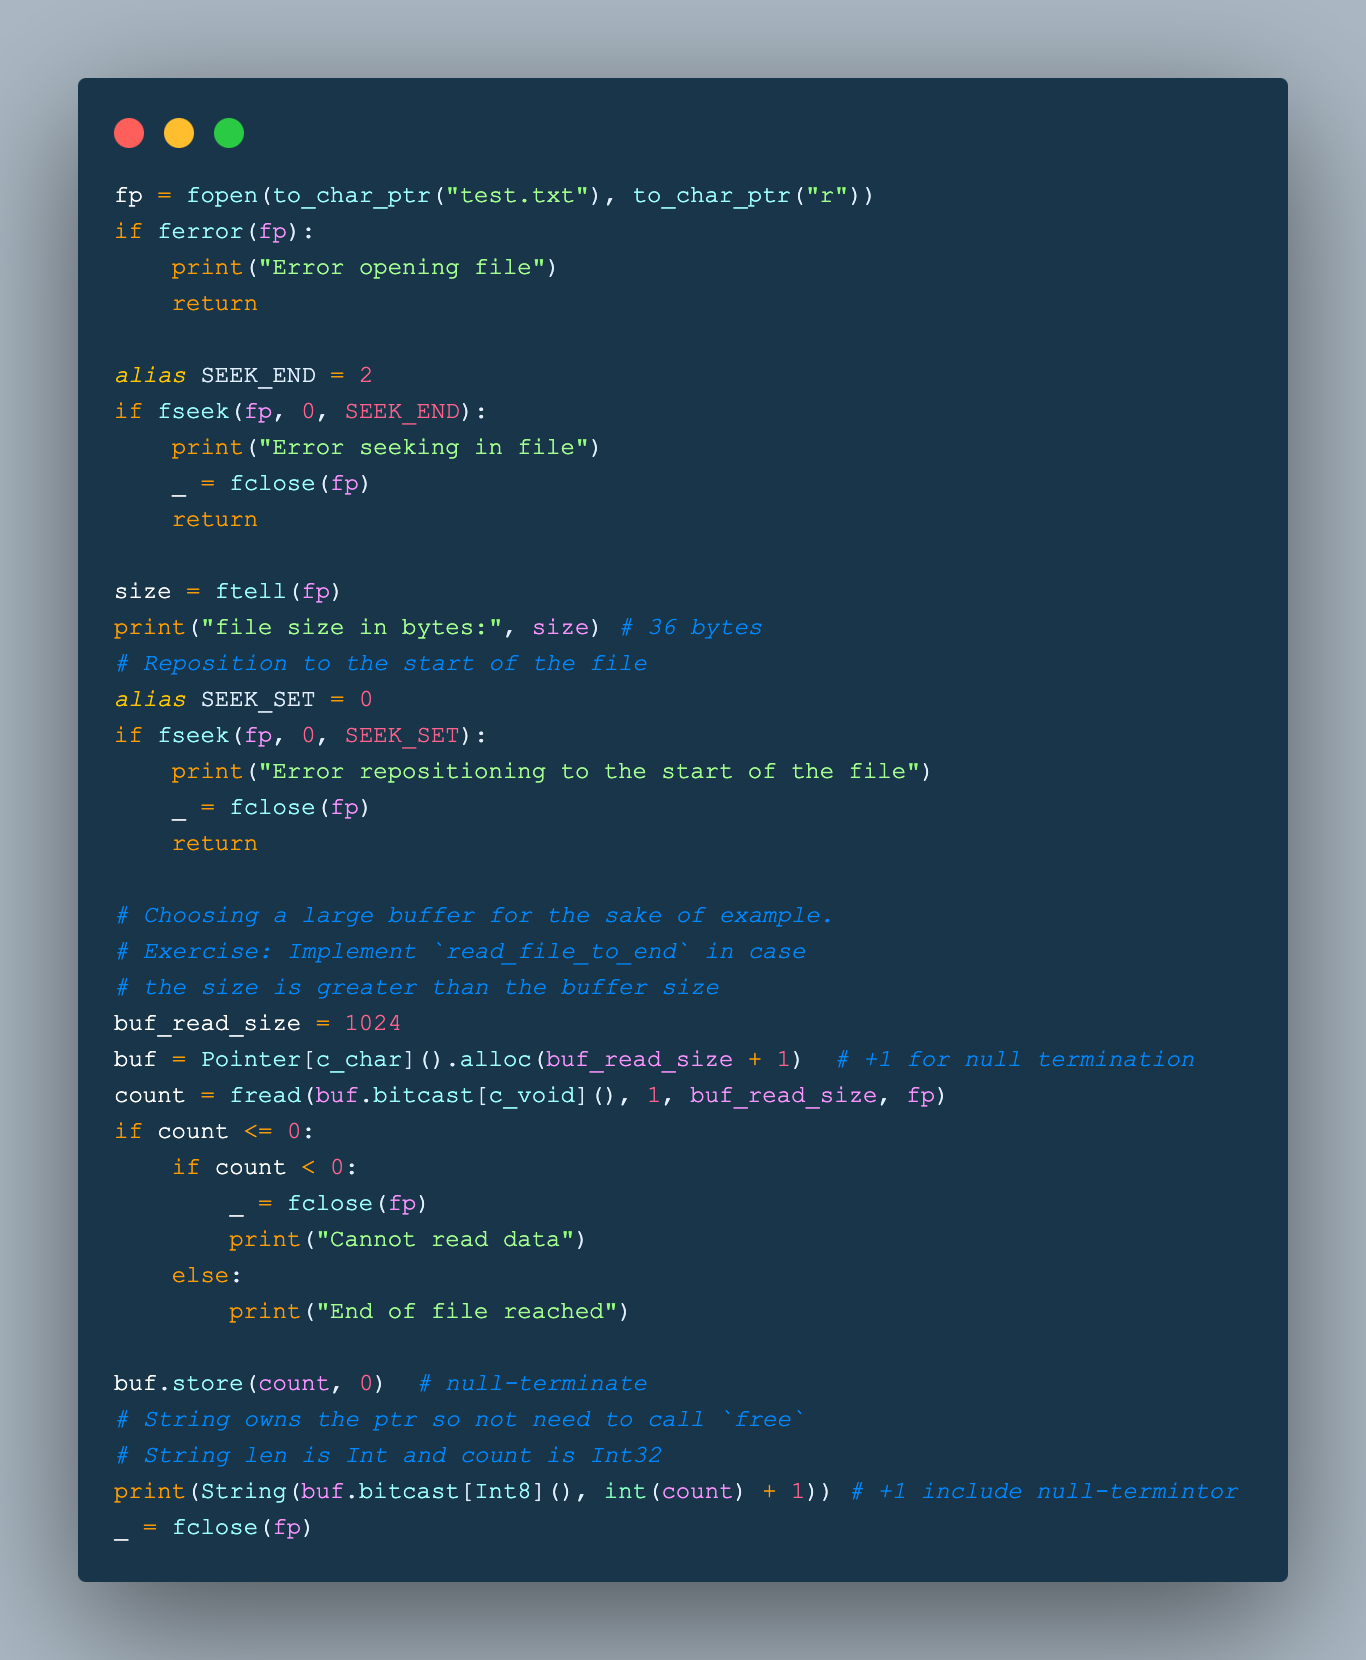 fp = fopen(to_char_ptr("test.txt"), to_char_ptr("r"))
if ferror(fp):
    print("Error opening file")
    return

alias SEEK_END = 2
if fseek(fp, 0, SEEK_END):
    print("Error seeking in file")
    _ = fclose(fp)
    return

size = ftell(fp)
print("file size in bytes:", size) # 36 bytes
# Reposition to the start of the file
alias SEEK_SET = 0
if fseek(fp, 0, SEEK_SET):
    print("Error repositioning to the start of the file")
    _ = fclose(fp)
    return

# Choosing a large buffer for the sake of example.
# Exercise: Implement `read_file_to_end` in case
# the size is greater than the buffer size
buf_read_size = 1024
buf = Pointer[c_char]().alloc(buf_read_size + 1)  # +1 for null termination
count = fread(buf.bitcast[c_void](), 1, buf_read_size, fp)
if count <= 0:
    if count < 0:
        _ = fclose(fp)
        print("Cannot read data")
    else:
        print("End of file reached")

buf.store(count, 0)  # null-terminate
# String owns the ptr so not need to call `free`
# String len is Int and count is Int32
print(String(buf.bitcast[Int8](), int(count) + 1)) # +1 include null-termintor
_ = fclose(fp)